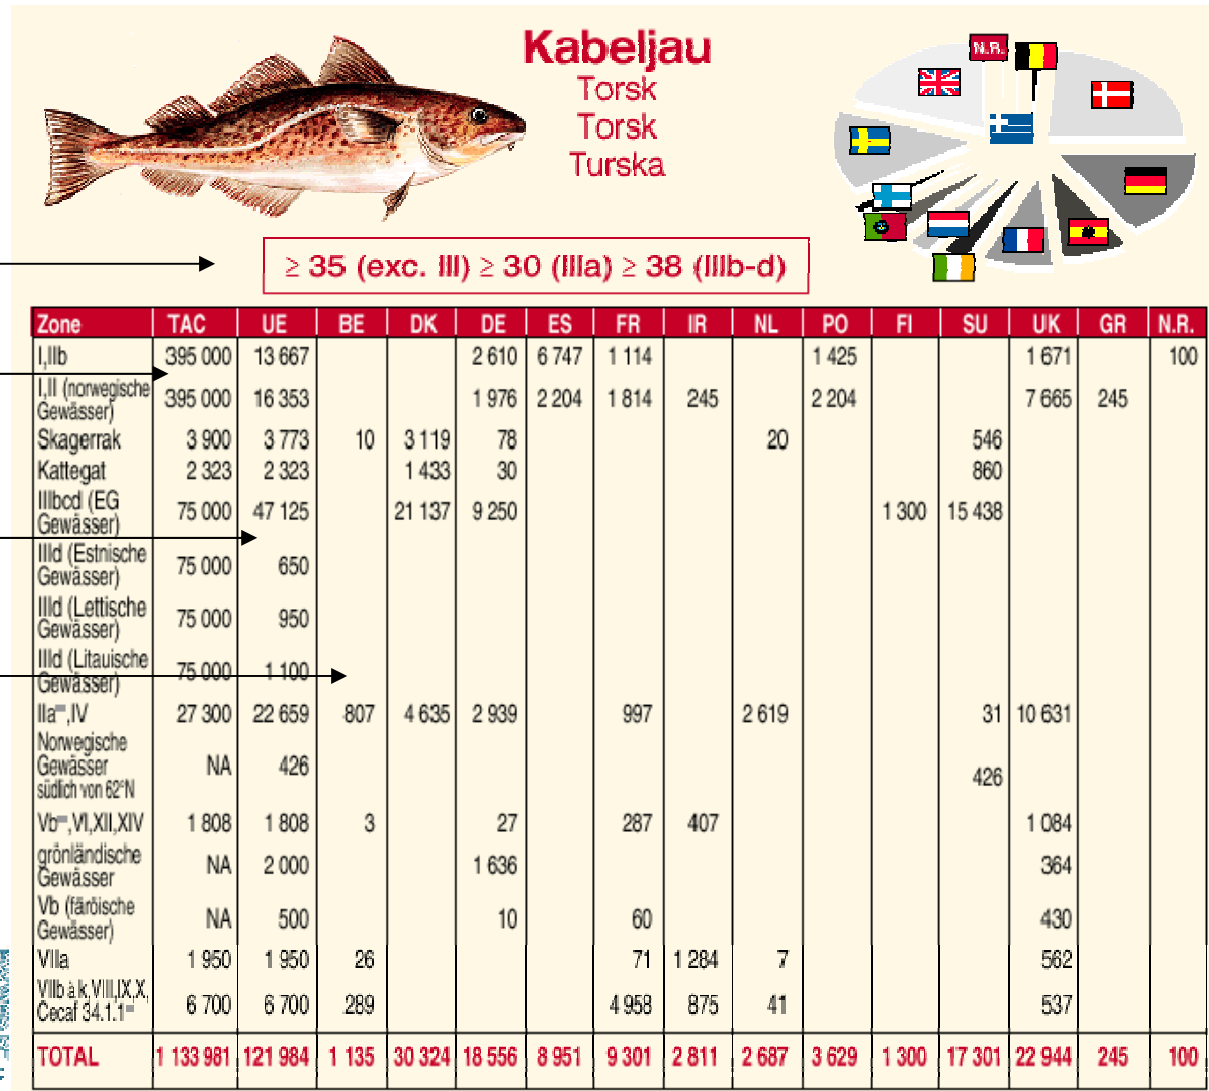 Kabeljau
Torsk
Torsk
Turska
N.R.
≥ 35 (exc. III) ≥ 30 (IIIa) ≥ 38 (IIIb-d)
Zone TAC UE BE DK DE ES FR IR NL PO FI SU UK GR N.R.
I,IIb 395 000 13 667 2 610 6 747 1 114 1 425 1 671 100
I,II (norwegische
Gewässer) 395 000 16 353 1 976 2 204 1 814 245 2 204 7 665 245
Skagerrak 3 900 3 773 10 3 119 78 20 546
Kattegat 2 323 2 323 1 433 30 860
IIIbcd (EG
Gewässer) 75 000 47 125 21 137 9 250 1 300 15 438
IIId (Estnische
Gewässer) 75 000 650
IIId (Lettische
Gewässer) 75 000 950
IIId (Litauische
Gewässer) 75 000 1 100
IIa,IV 27 300 22 659 807 4 635 2 939 997 2 619 31 10 631
Norwegische
Gewässer NA 426 426
südlich von 62°N
Vb,VI,XII,XIV 1 808 1 808 3 27 287 407 1 084
grönländische
Gewässer NA 2 000 1 636 364
Vb (färöische
Gewässer) NA 500 10 60 430
VIIa 1 950 1 950 26 71 1 284 7 562
VIIb à k,VIII,IX,X,
Cecaf 34.1.1 6 700 6 700 289 4 958 875 41 537
TOTAL 1 133 981 121 984 1 135 30 324 18 556 8 951 9 301 2 811 2 687 3 629 1 300 17 301 22 944 245 100